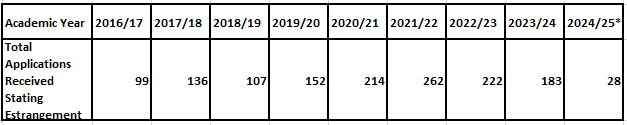 Academic Year 2016/17 2017/18 2018/19 2019/20 2020/21 2021/22 2022/23 2023/24 2024/25*
Total
Applications
Received 99 136 107 152 214 262 222 183 28
Stating
Estrangement